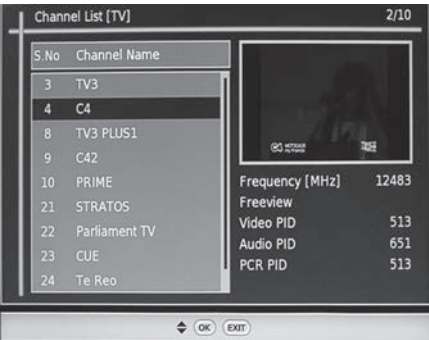 Channel List [TV] 2/10
S.No Channel Name
3 TV3
4 C4
8 TV3 PLUS1
9 C42
10 PRIME
21 STRATOS
22 Parliament TV
23 CUE
24 Te Reo
Frequency [MHz] 12483
Freeview
Video PID 513
Audio PID 651
PCR PID 513
OK EXIT